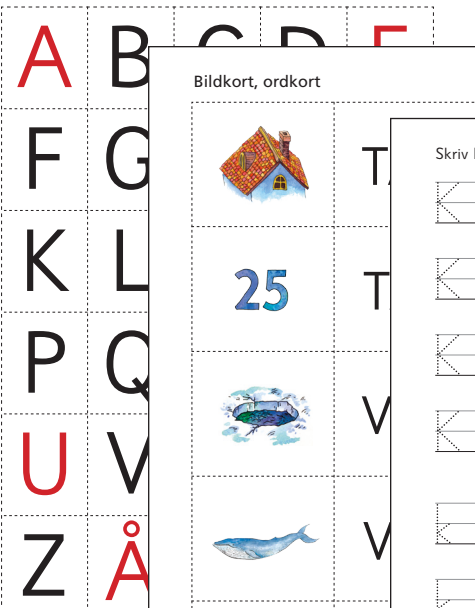 A B C D E
F G
K L
P Q
U V
Z Å
Bildkort, ordkort
25
T
V
V
Skriv
K
K
K
K